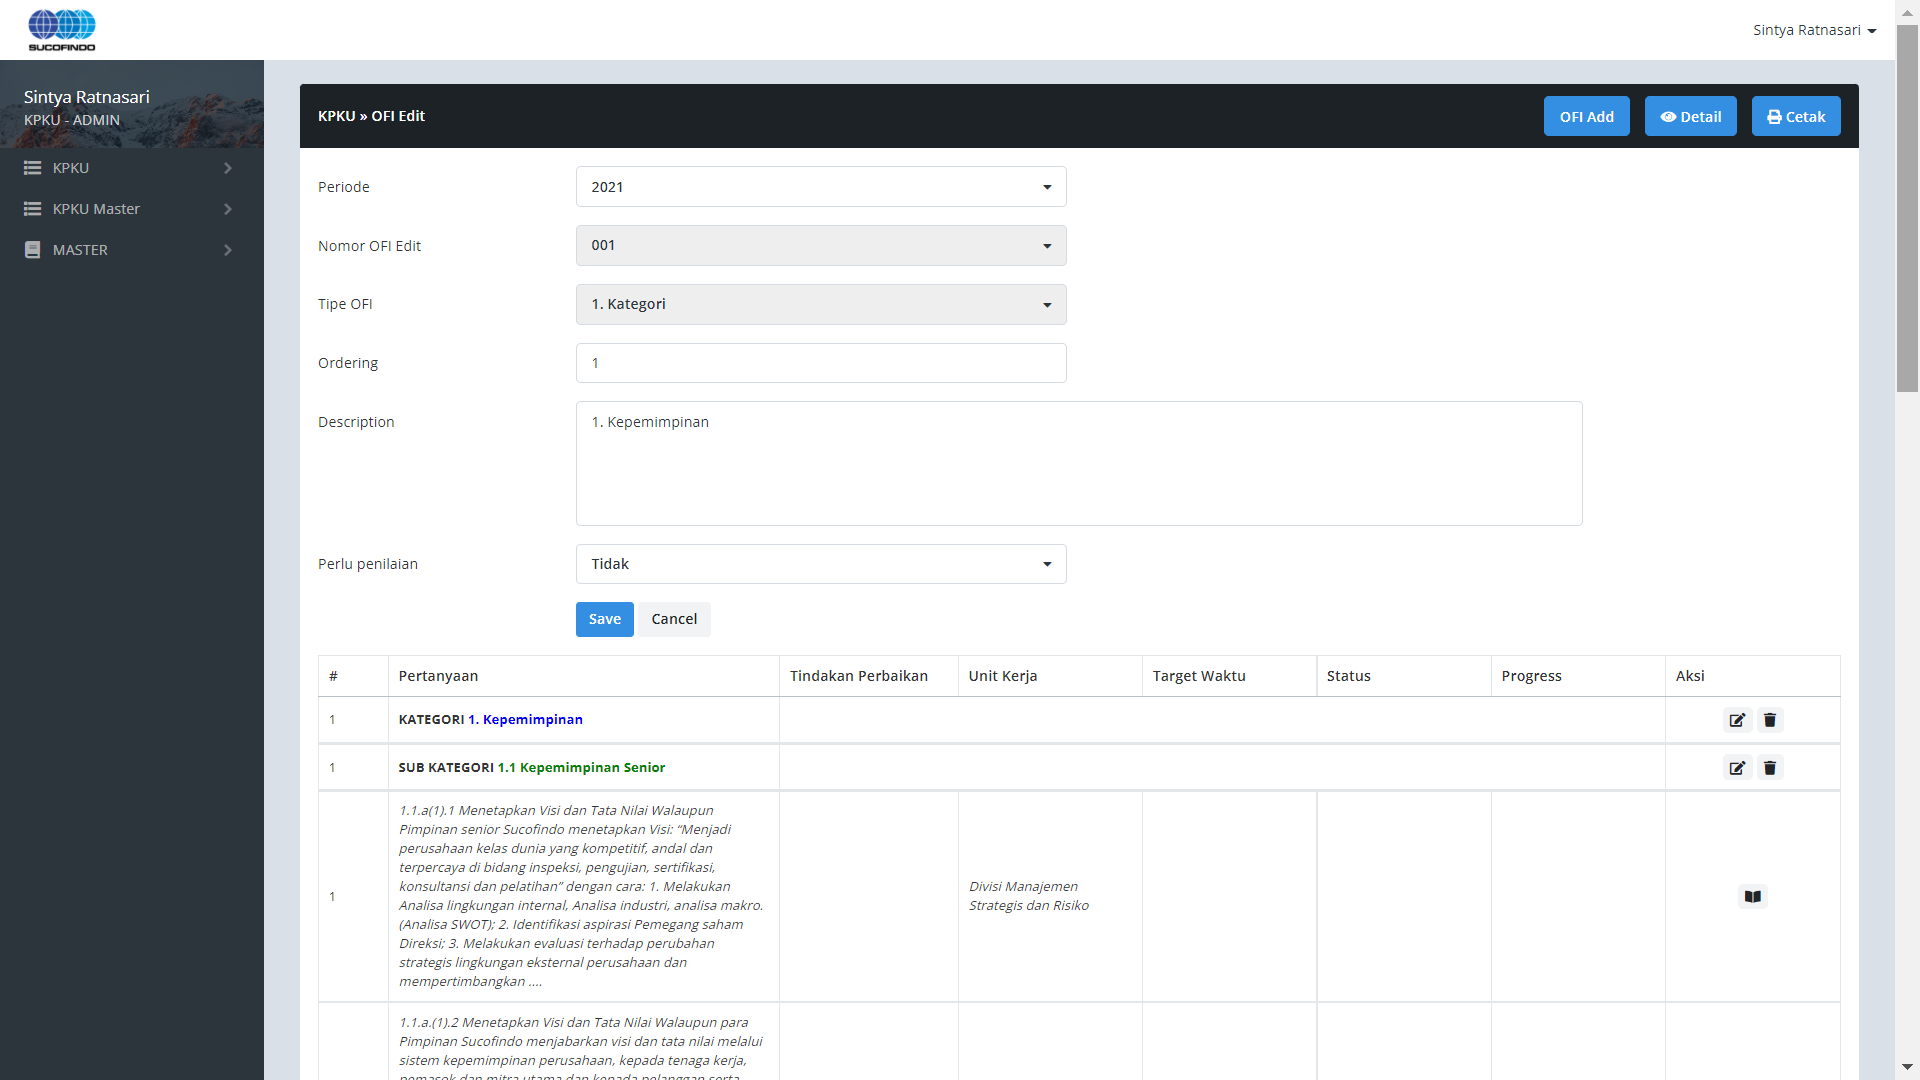 SUCOFINDO
Sintya Ratnasari
Sintya Ratnasari
KPKU - ADMIN
KPKU
KPKU Master
MASTER
KPKU » OFI Edit
OFI Add
Detail
Cetak
Periode
2021
Nomor OFI Edit
001
Tipe OFI
1. Kategori
Ordering
1
Description
1. Kepemimpinan
Perlu penilaian
Tidak
Save
Cancel
# Pertanyaan Tindakan Perbaikan Unit Kerja Target Waktu Status Progress Aksi
1 KATEGORI 1. Kepemimpinan
1 SUB KATEGORI 1.1 Kepemimpinan Senior
1
1.1.a(1).1 Menetapkan Visi dan Tata Nilai Walaupun
Pimpinan senior Sucofindo menetapkan Visi: “Menjadi
perusahaan kelas dunia yang kompetitif, andal dan
terpercaya di bidang inspeksi, pengujian, sertifikasi,
konsultansi dan pelatihan” dengan cara: 1. Melakukan
Analisa lingkungan internal, Analisa industri, analisa makro.
(Analisa SWOT); 2. Identifikasi aspirasi Pemegang saham
Direksi; 3. Melakukan evaluasi terhadap perubahan
strategis lingkungan eksternal perusahaan dan
mempertimbangkan ....
Divisi Manajemen
Strategis dan Risiko
1.1.a.(1).2 Menetapkan Visi dan Tata Nilai Walaupun para
Pimpinan Sucofindo menjabarkan visi dan tata nilai melalui
sistem kepemimpinan perusahaan, kepada tenaga kerja,
pemasok dan mitra utama dan kepada pelanggan serta